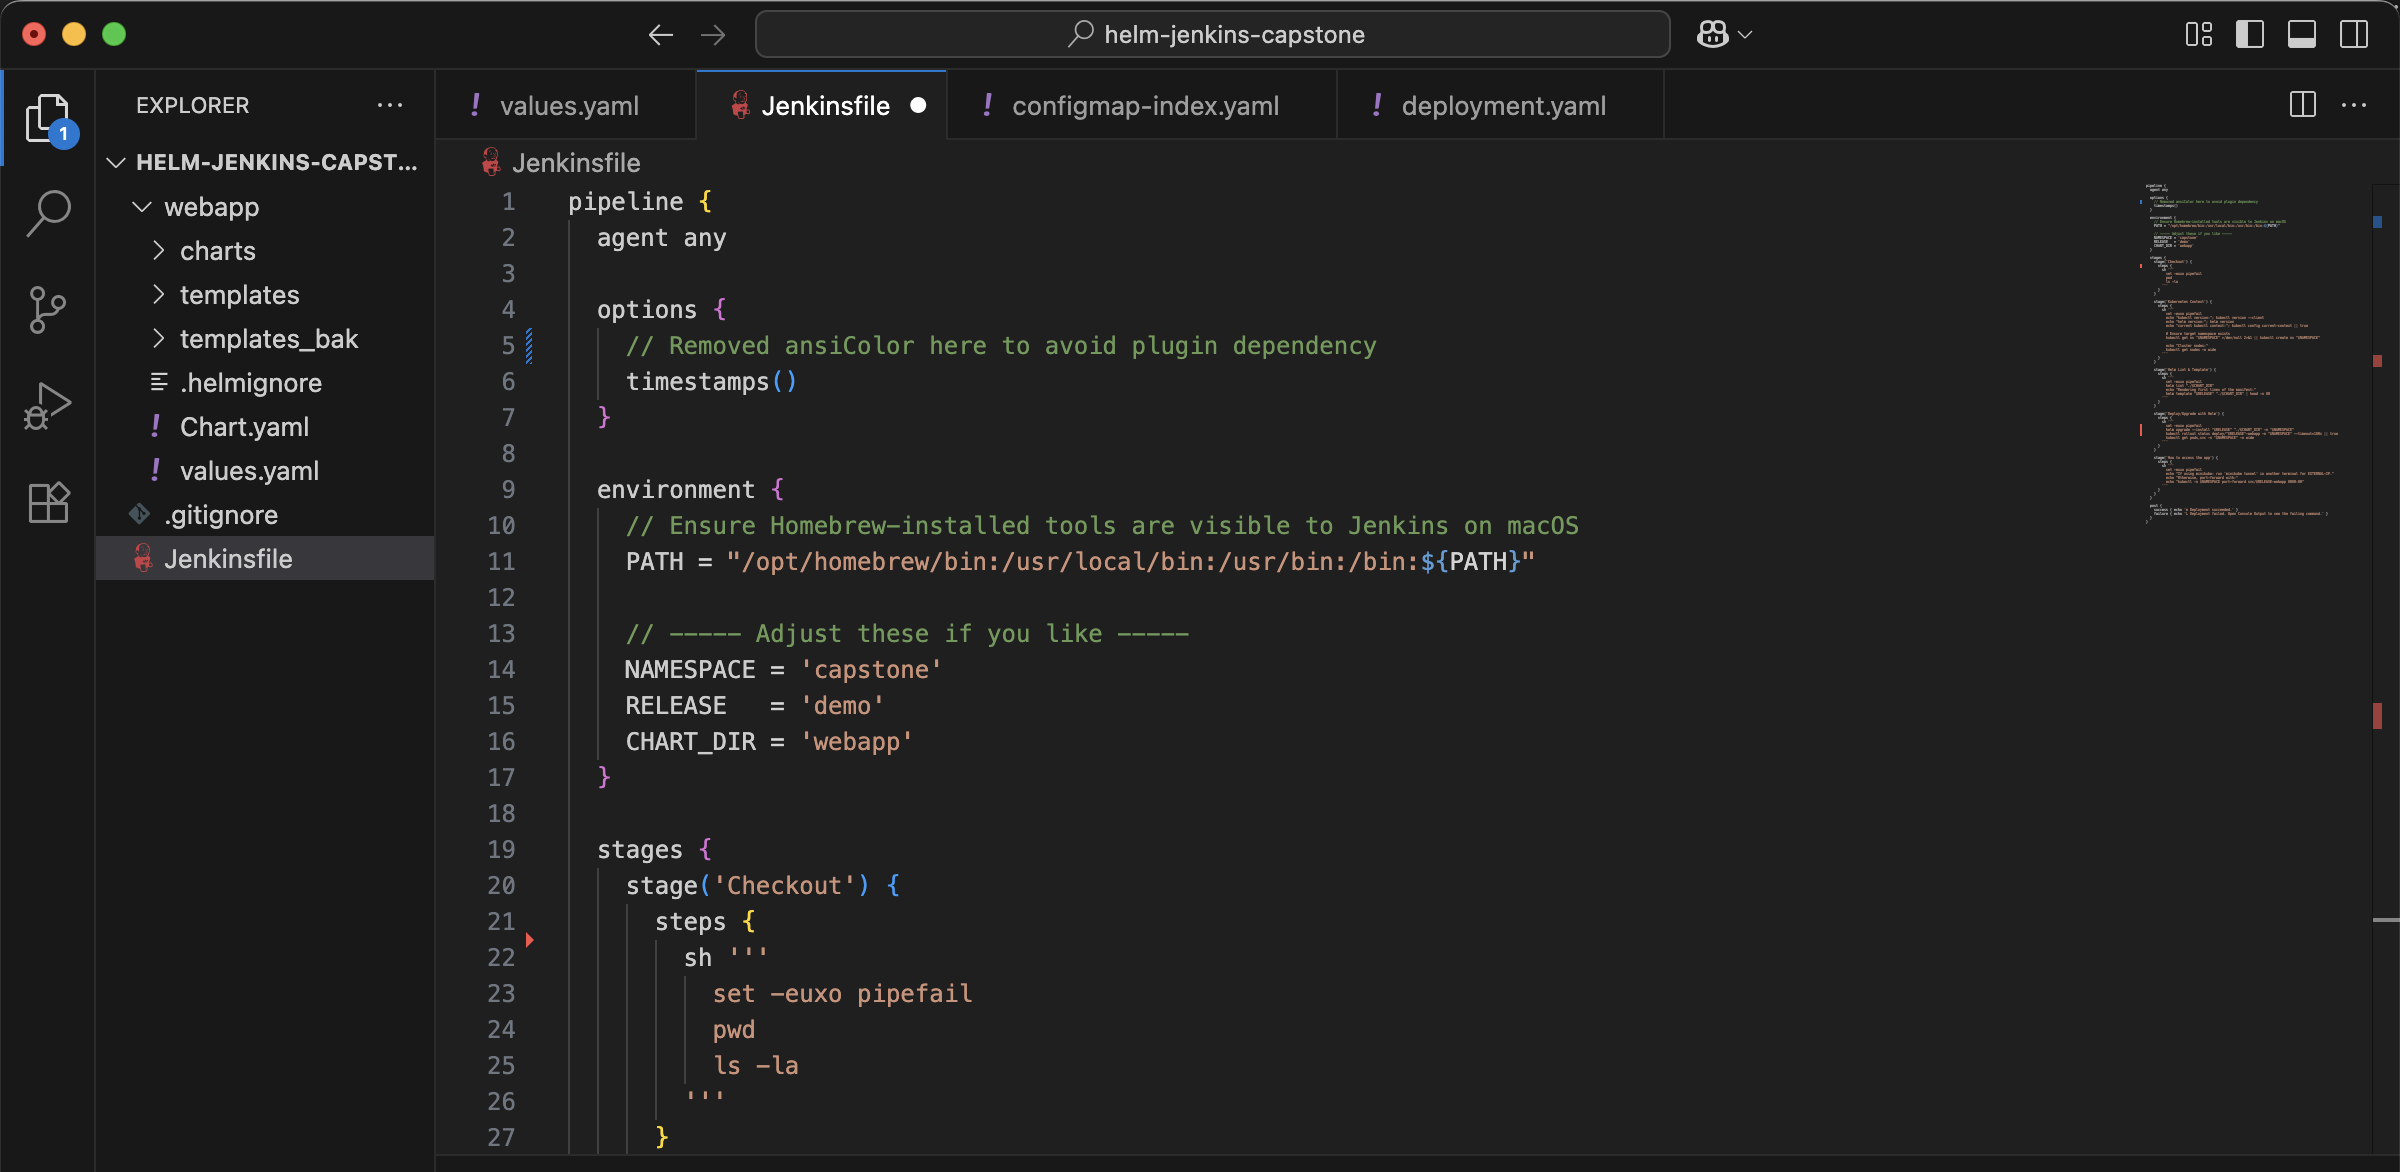 helm-jenkins-capstone
EXPLORER
1
HELM-JENKINS-CAPST...
webapp
charts
templates
templates_bak
.helmignore
! Chart.yaml
! values.yaml
.gitignore
Jenkinsfile
! values.yaml
Jenkinsfile
! configmap-index.yaml
! deployment.yaml
Jenkinsfile
1 pipeline {
2 agent any
3
4 options {
5 // Removed ansiColor here to avoid plugin dependency
6 timestamps()
7 }
8
9 environment {
10 // Ensure Homebrew-installed tools are visible to Jenkins on macOS
11 PATH = "/opt/homebrew/bin:/usr/local/bin:/usr/bin:/bin:${PATH}"
12
13 // ----- Adjust these if you like -----
14 NAMESPACE = 'capstone'
15 RELEASE   = 'demo'
16 CHART_DIR = 'webapp'
17 }
18
19 stages {
20 stage('Checkout') {
21 steps {
22 sh '''
23 set -euxo pipefail
24 pwd
25 ls -la
26 '''
27 }